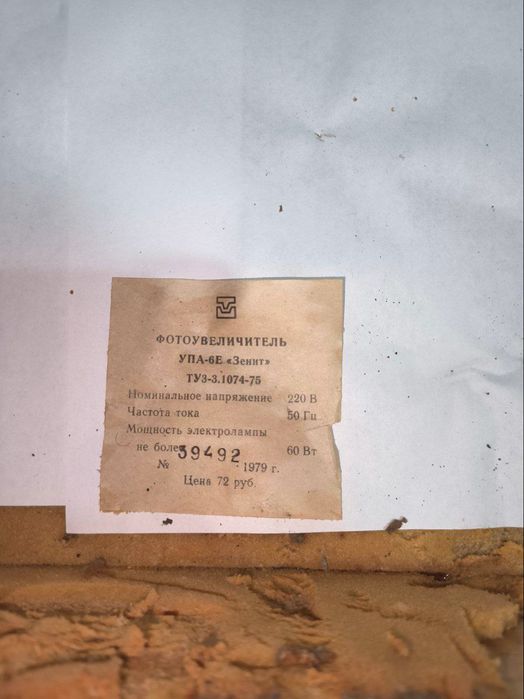 ФОТОУВЕЛИЧИТЕЛЬ
УПА-6Е «Зенит»
ТУ3-3.1074-75
Номинальное напряжение 220 В
Частота тока 50 Гц
Мощность электролампы
не более 60 Вт
№ 39492 1979 г.
Цена 72 руб.